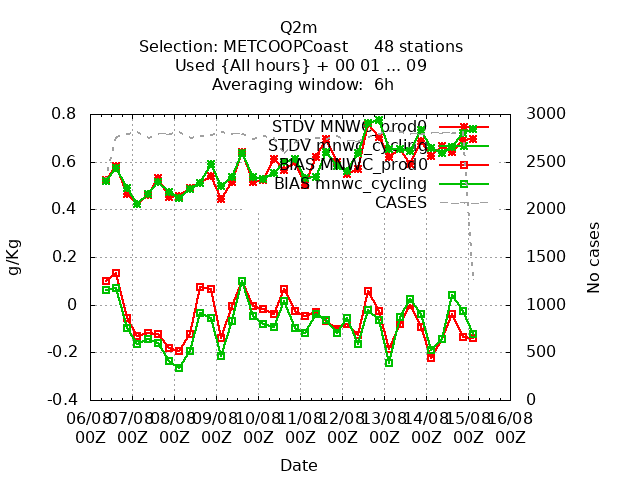 Q2m
Selection: METCOOPCoast 48 stations
Used {All hours} + 00 01 ... 09
Averaging window: 6h
0.8
0.6
0.4
0.2
0
-0.2
-0.4
g/Kg
3000
2500
2000
1500
1000
500
0
No cases
STDV MNWC_prod0
STDV mnwc_cycling
BIAS MNWC_prod0
BIAS mnwc_cycling
CASES
06/08 07/08 08/08 09/08 10/08 11/08 12/08 13/08 14/08 15/08 16/08
00Z 00Z 00Z 00Z 00Z 00Z 00Z 00Z 00Z 00Z 00Z
Date